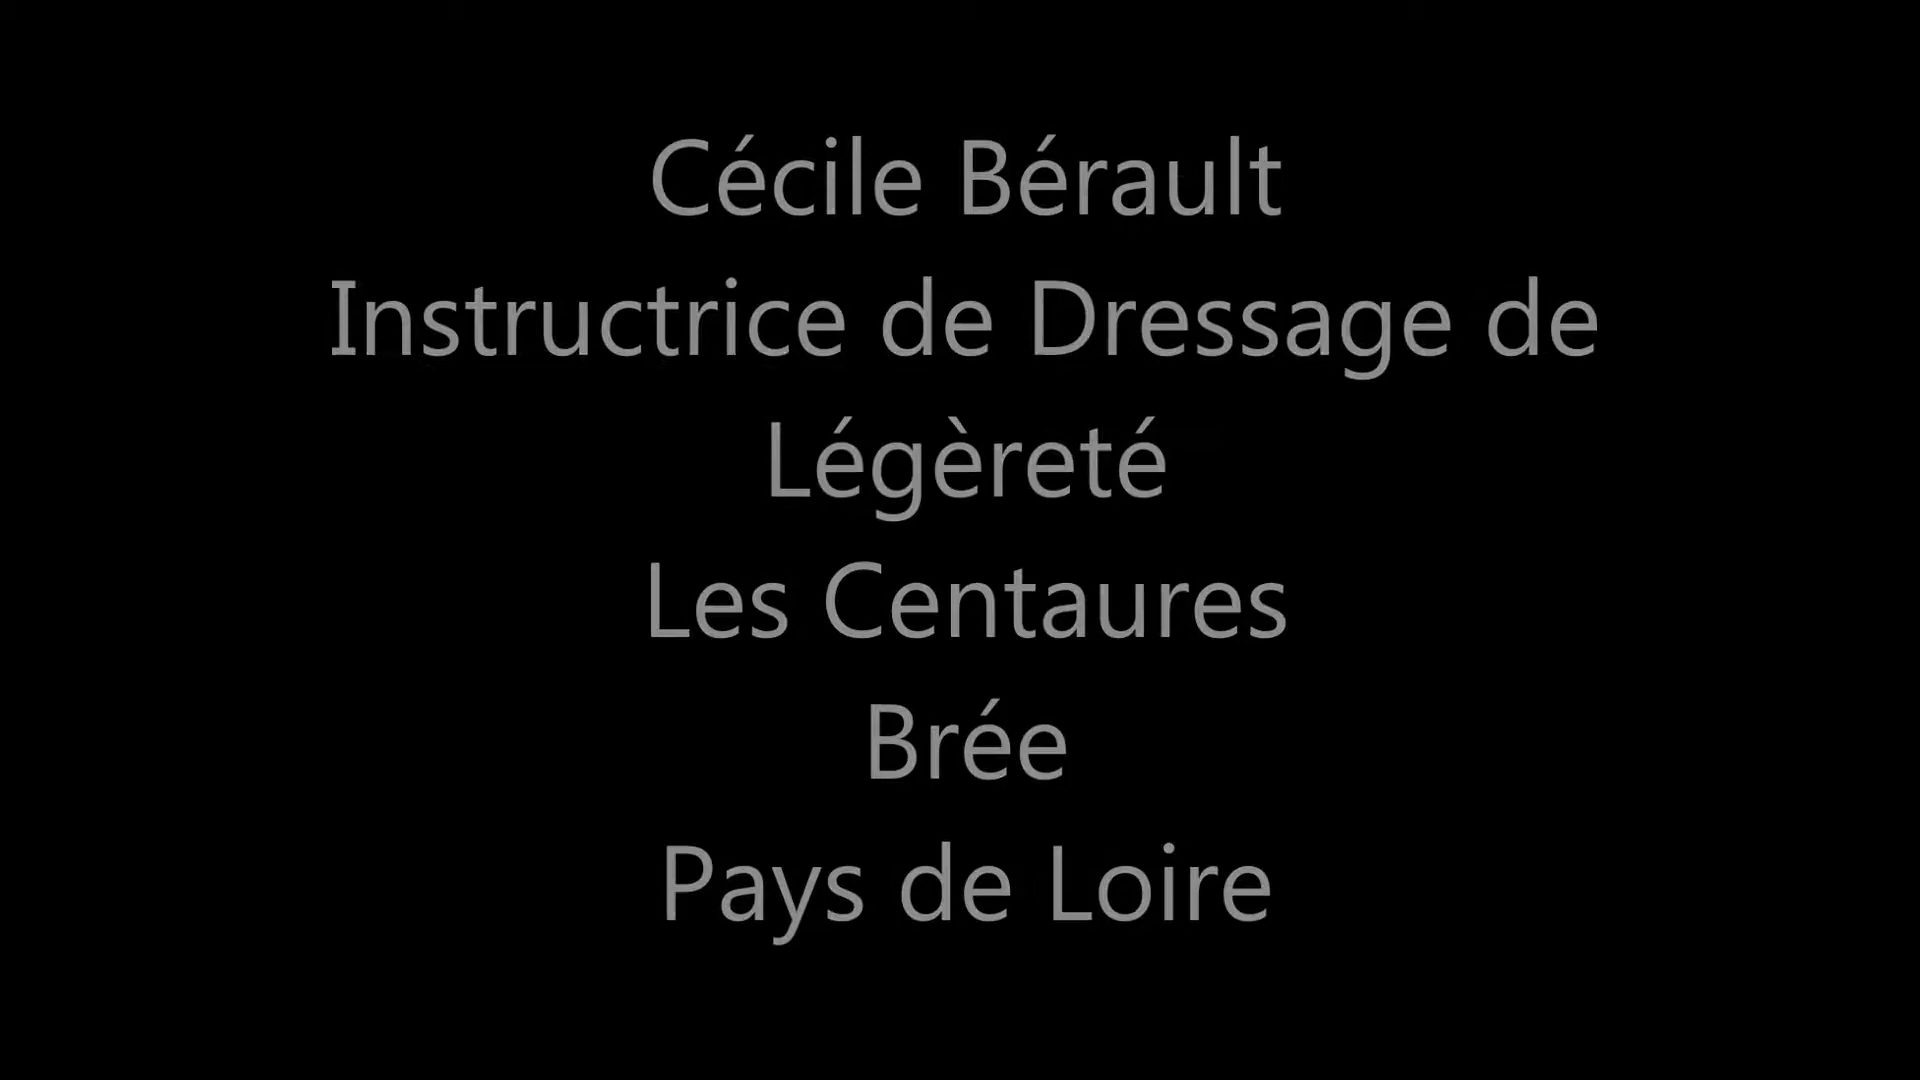 Cécile Bérault
Instructrice de Dressage de
Légèreté
Les Centaures
Brée
Pays de Loire